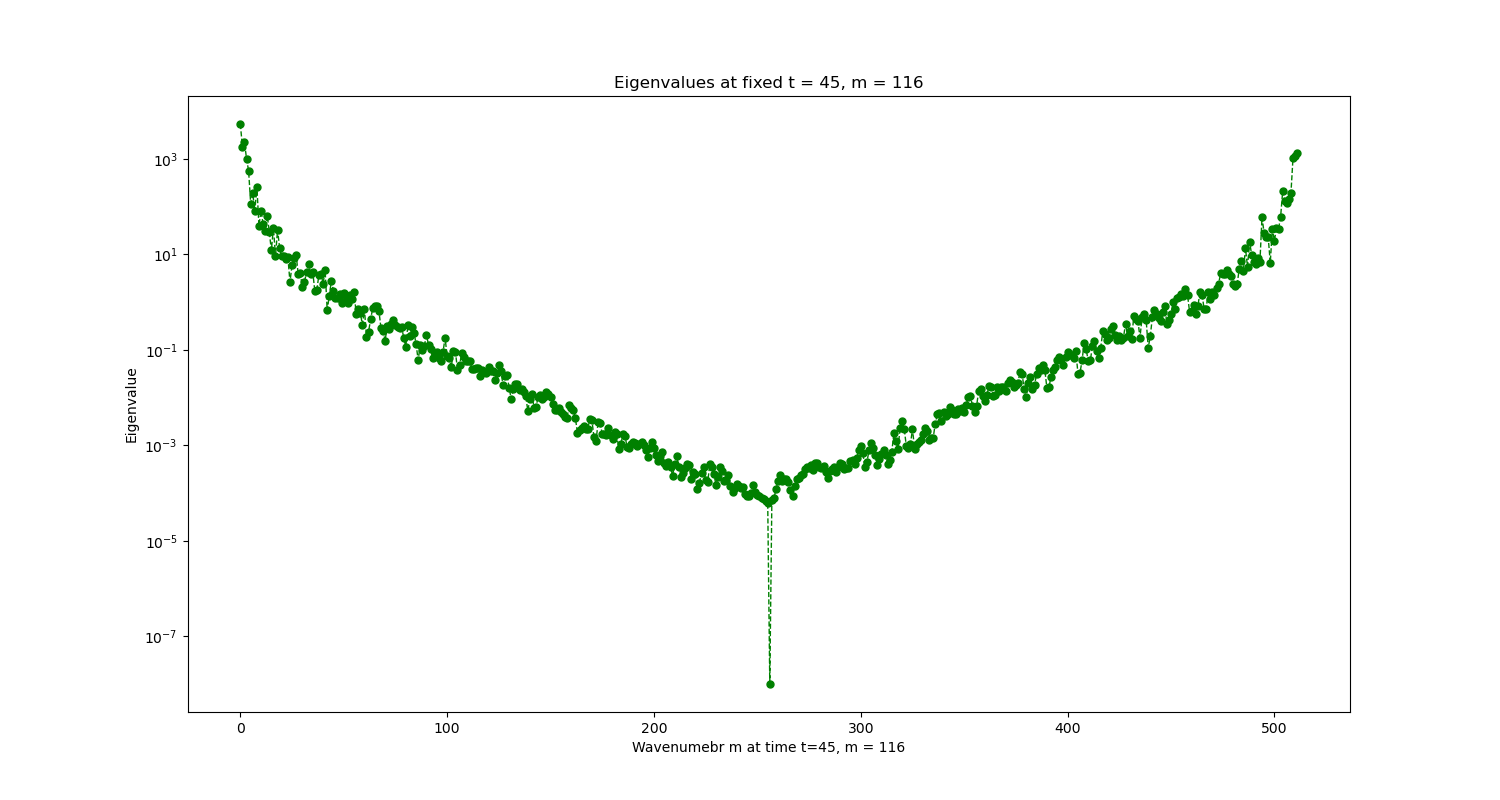 Eigenvalues at fixed t = 45, m = 116
Eigenvalue
10³
10¹
10⁻¹
10⁻³
10⁻⁵
10⁻⁷
0 100 200 300 400 500
Wavenumebr m at time t=45, m = 116